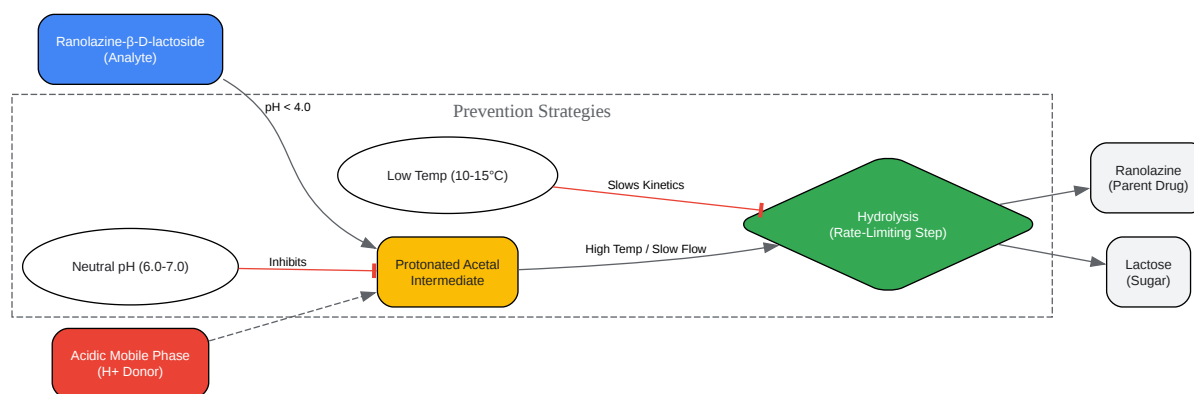 Ranolazine-β-D-lactoside
(Analyte)
pH < 4.0
Prevention Strategies
Low Temp (10-15°C)
Slows Kinetics
Ranolazine
(Parent Drug)
Hydrolysis
(Rate-Limiting Step)
Neutral pH (6.0-7.0)
Inhibits
Protonated Acetal
Intermediate
High Temp / Slow Flow
Lactose
(Sugar)
Acidic Mobile Phase
(H+ Donor)